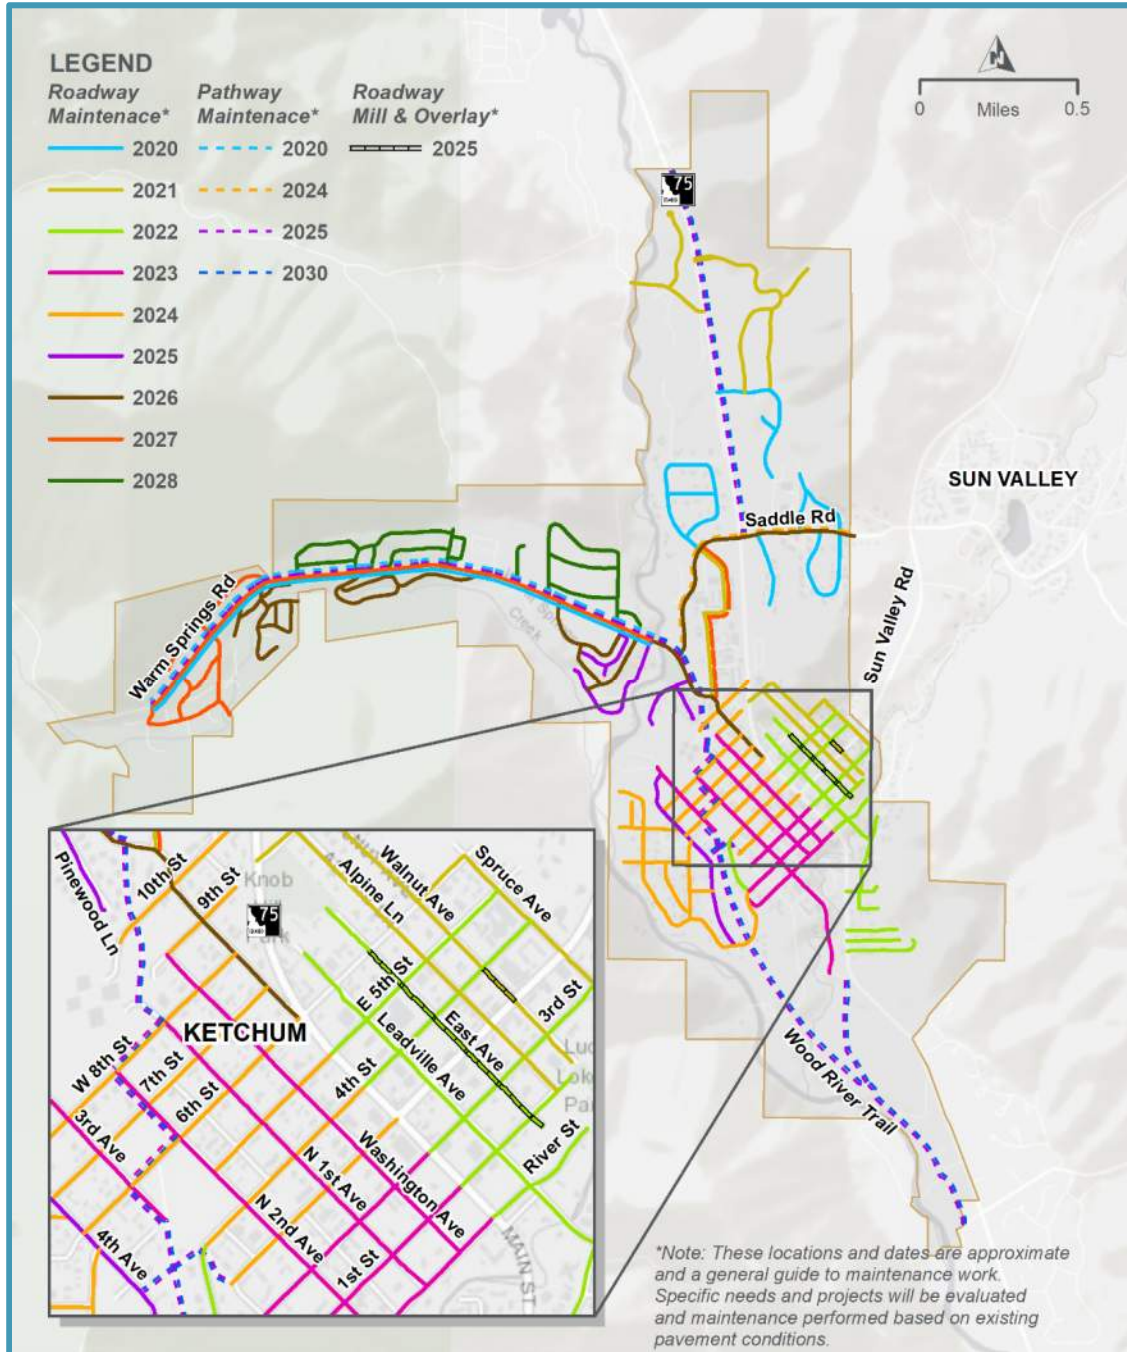 LEGEND
Roadway Maintenace*
Pathway Maintenace*
Roadway Mill & Overlay*
2020
2021
2022
2023
2024
2025
2026
2027
2028
2020
2024
2025
2030
2025
N
0
0.5
Miles
75
SUN VALLEY
Saddle Rd
Sun Valley Rd
Warm Springs Rd
Creek
Wood River Trail
Pinewood Ln
10th St
9th St
Knob
Park
75
Walnut Ave
Alpine Ln
Spruce Ave
E 5th St
3rd St
East Ave
Leadville Ave
KETCHUM
4th St
W 8th St
7th St
6th St
3rd Ave
N 1st Ave
Washington Ave
River St
N 2nd Ave
1st St
4th Ave
MAIN ST
*Note: These locations and dates are approximate
and a general guide to maintenance work.
Specific needs and projects will be evaluated
and maintenance performed based on existing
pavement conditions.